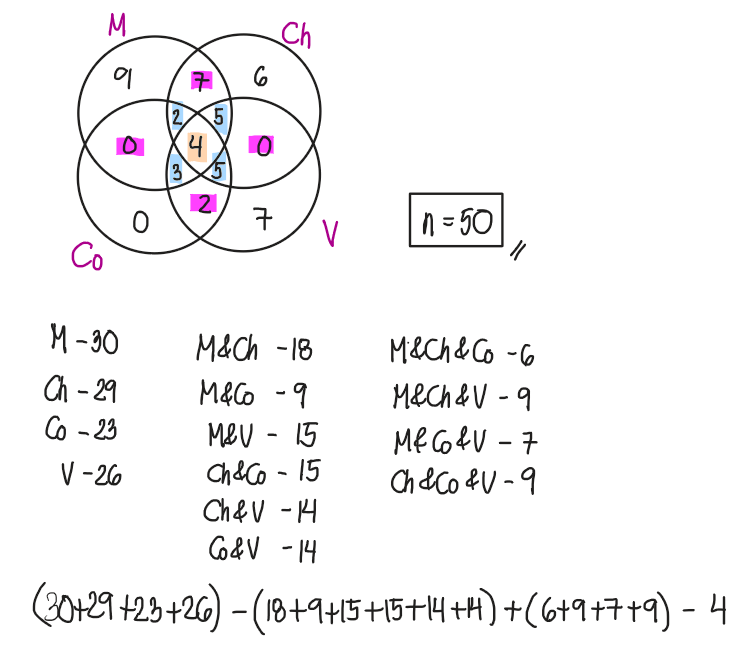 M
Ch
9 7 6
2 5
0 4 0
3 5
2
0 7
Co
V
n = 50
M - 30
Ch - 29
Co - 23
V - 26
M&Ch - 18
M&Co - 9
M&V - 15
Ch&Co - 15
Ch&V - 14
Co&V - 14
M&Ch&Co - 6
M&Ch&V - 9
M&Co&V - 7
Ch&Co&V - 9
(30+29+23+26) - (18+9+15+15+14+14) + (6+9+7+9) - 4